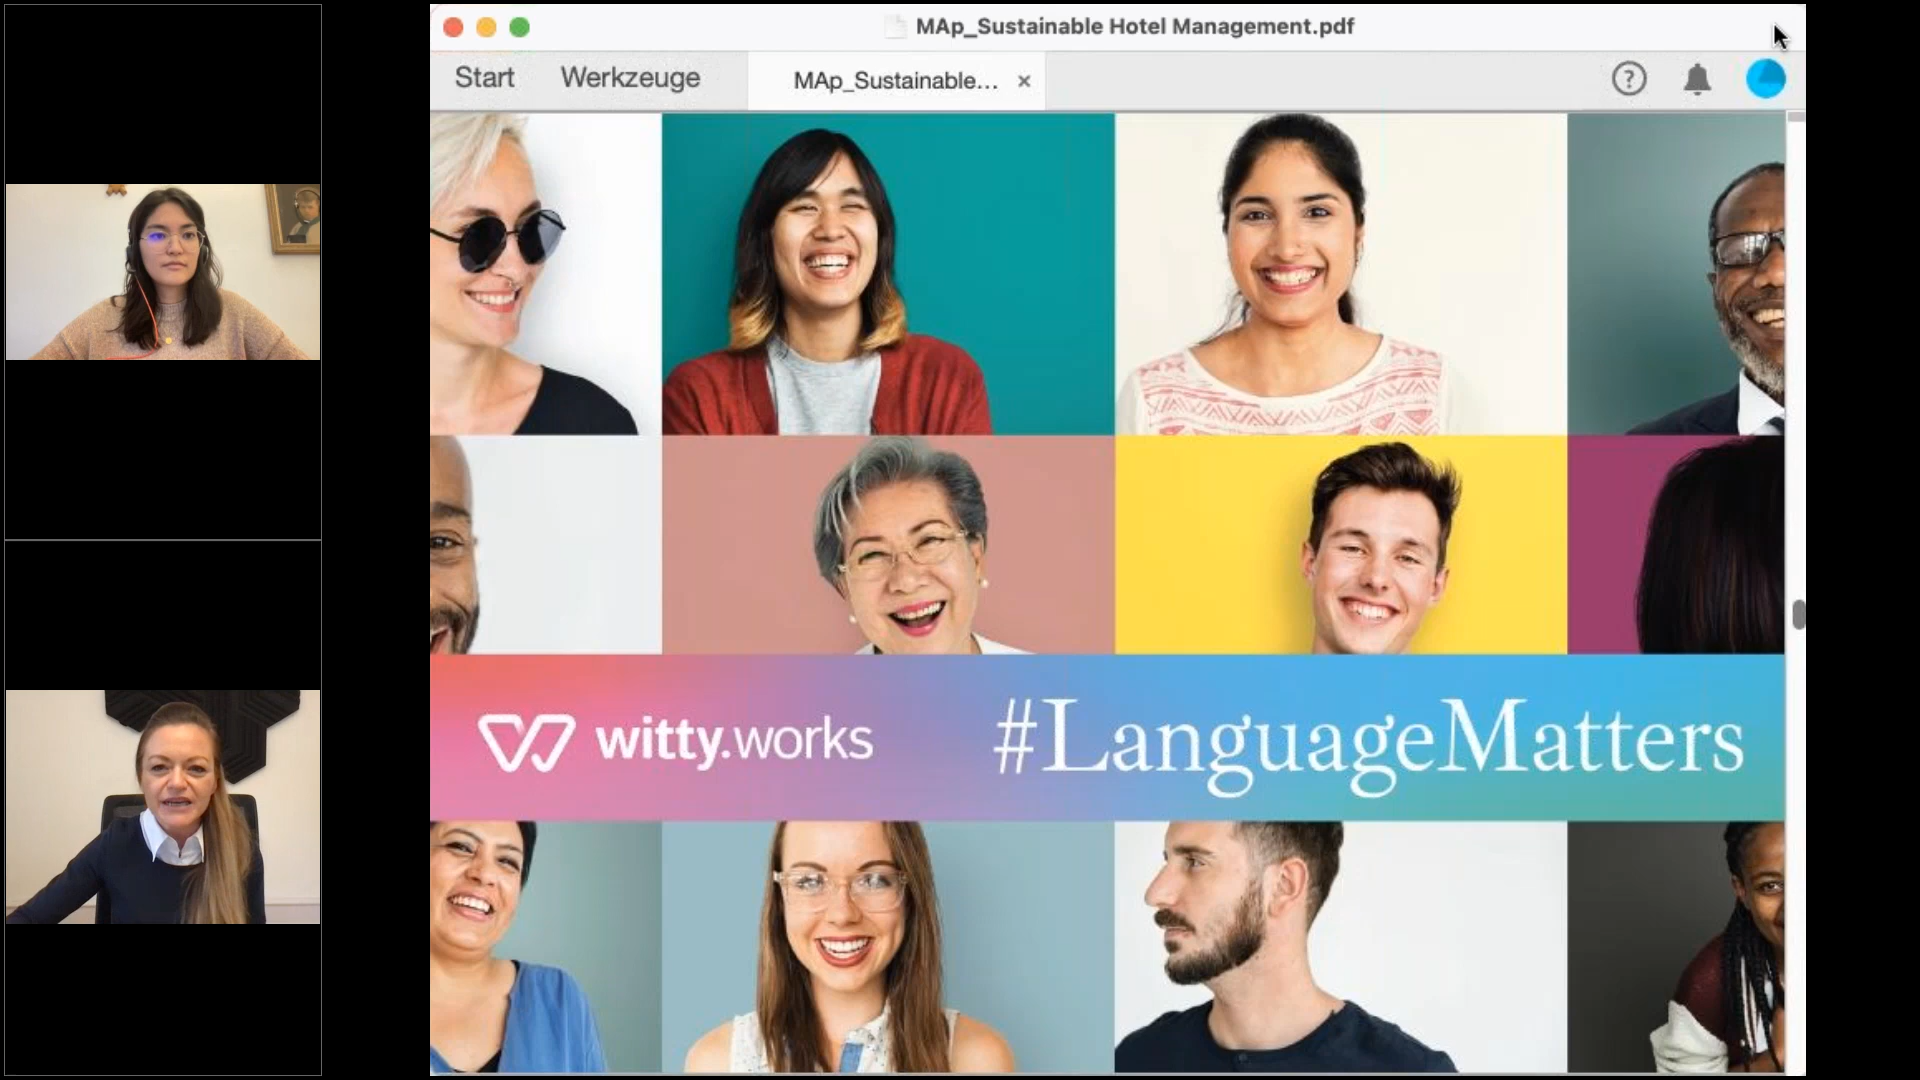 MAp_Sustainable Hotel Management.pdf
Start Werkzeuge MAp_Sustainable... ×
?
witty.works #LanguageMatters